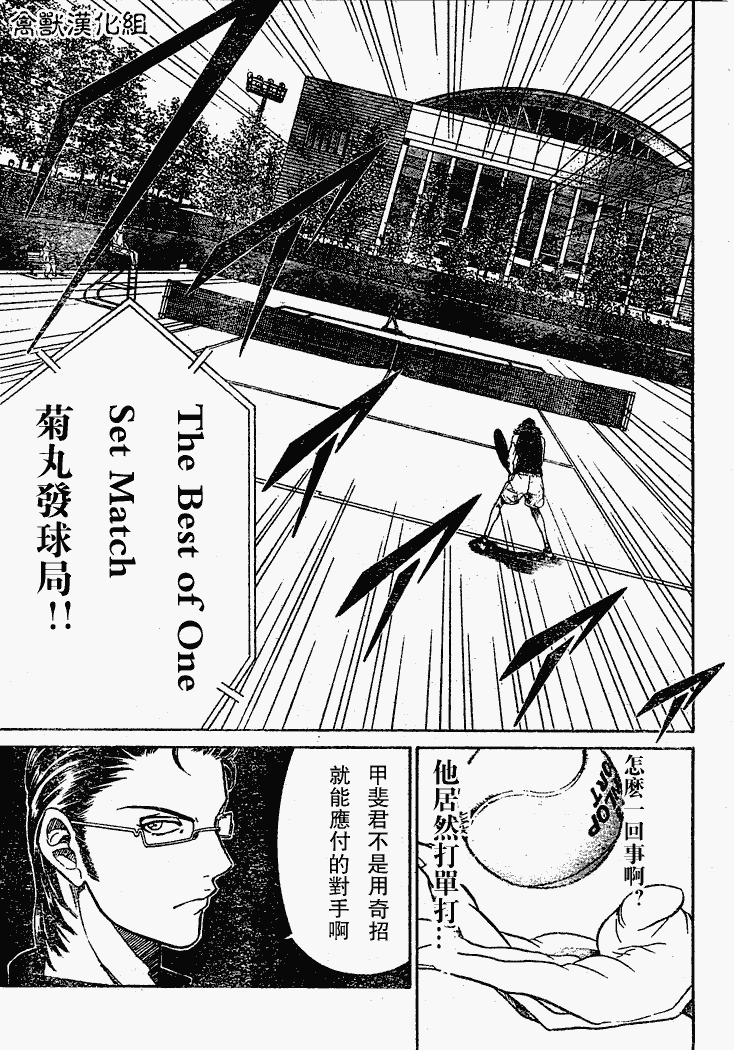 禽獸漢化組
The Best of One
Set Match
菊丸發球局!!
怎麼一回事啊?
他居然打單打…
甲斐君不是用奇招
就能應付的對手啊